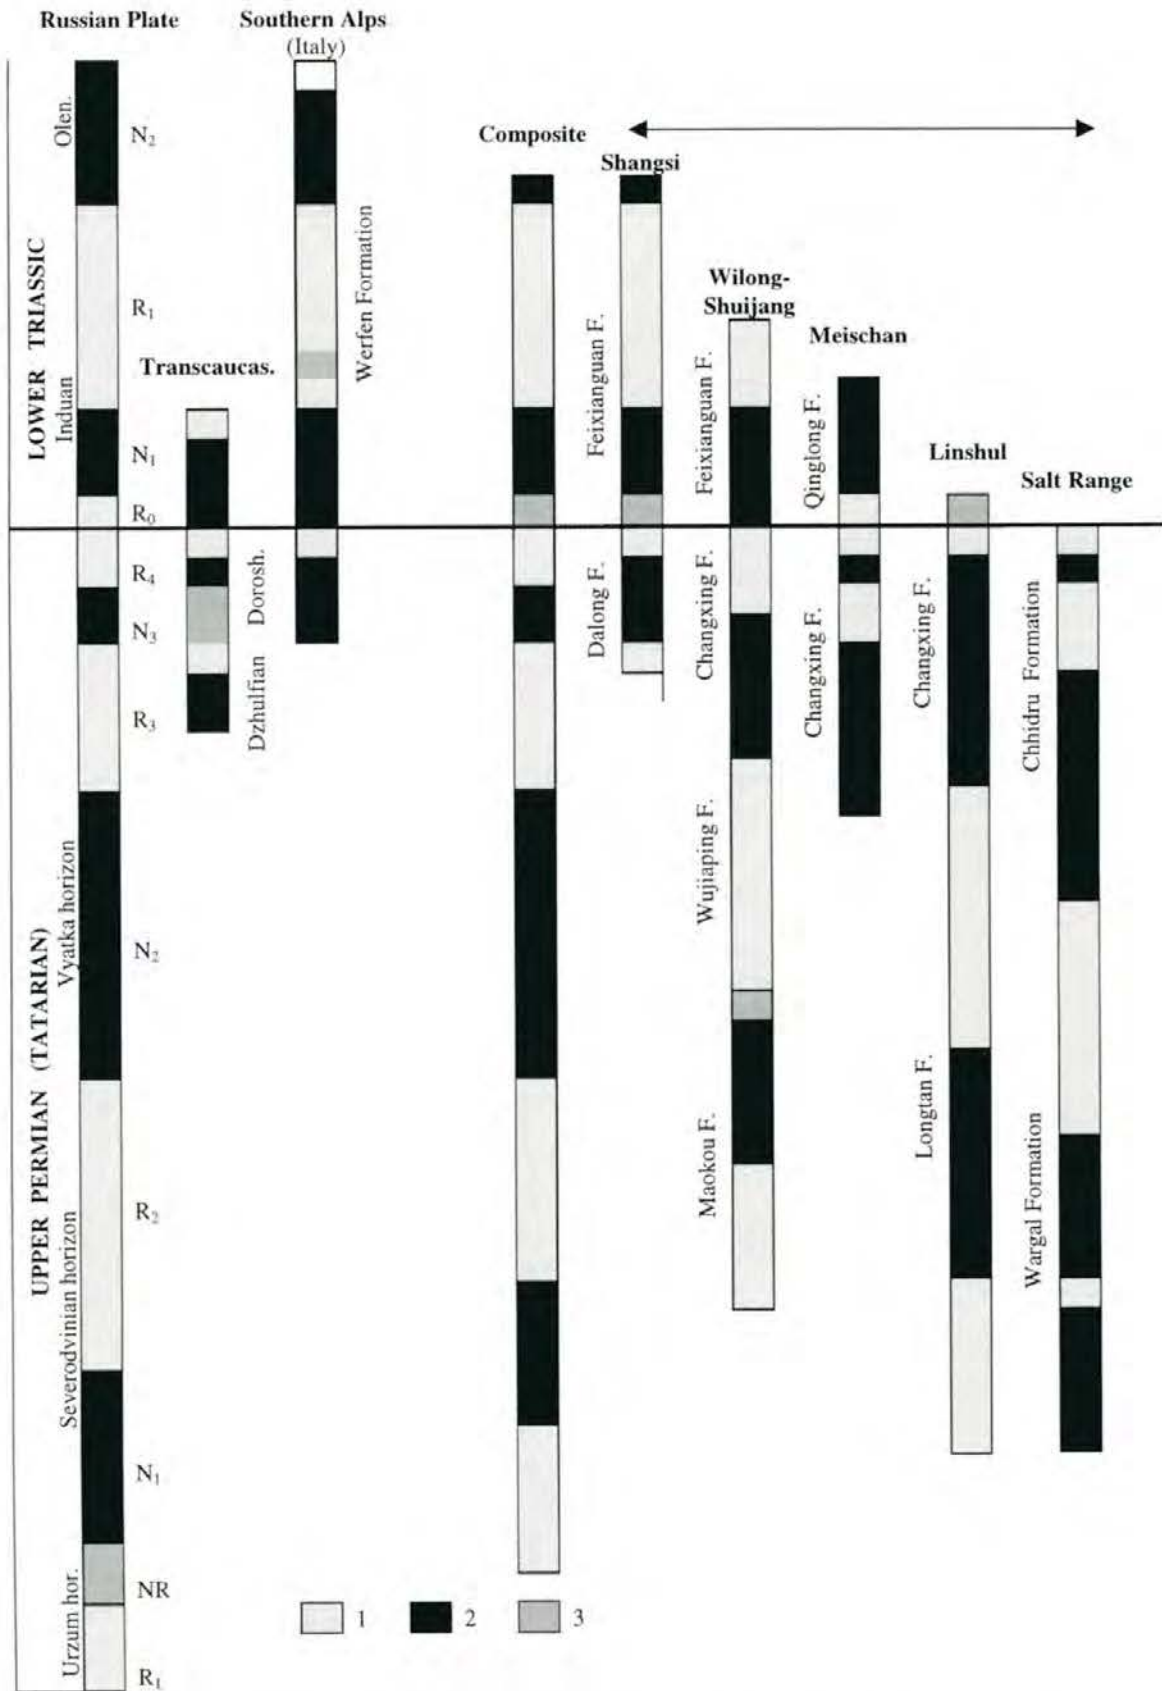 Russian Plate
Southern Alps
(Italy)
Composite
Shangsi
Wilong-
Shuijang
Meischan
Linshul
Salt Range
Transcaucas.
LOWER TRIASSIC
Olen.
Induan
N₂
R₁
N₁
R₀
Werfen Formation
Feixianguan F.
Feixianguan F.
Qinglong F.
UPPER PERMIAN (TATARIAN)
Vyatka horizon
Severodvinian horizon
Urzum hor.
R₄
N₃
R₃
N₂
R₂
N₁
NR
R₁
Dorosh.
Dzhulfian
Dalong F.
Changxing F.
Wujiaping F.
Maokou F.
Changxing F.
Changxing F.
Longtan F.
Chhidru Formation
Wargal Formation
1
2
3